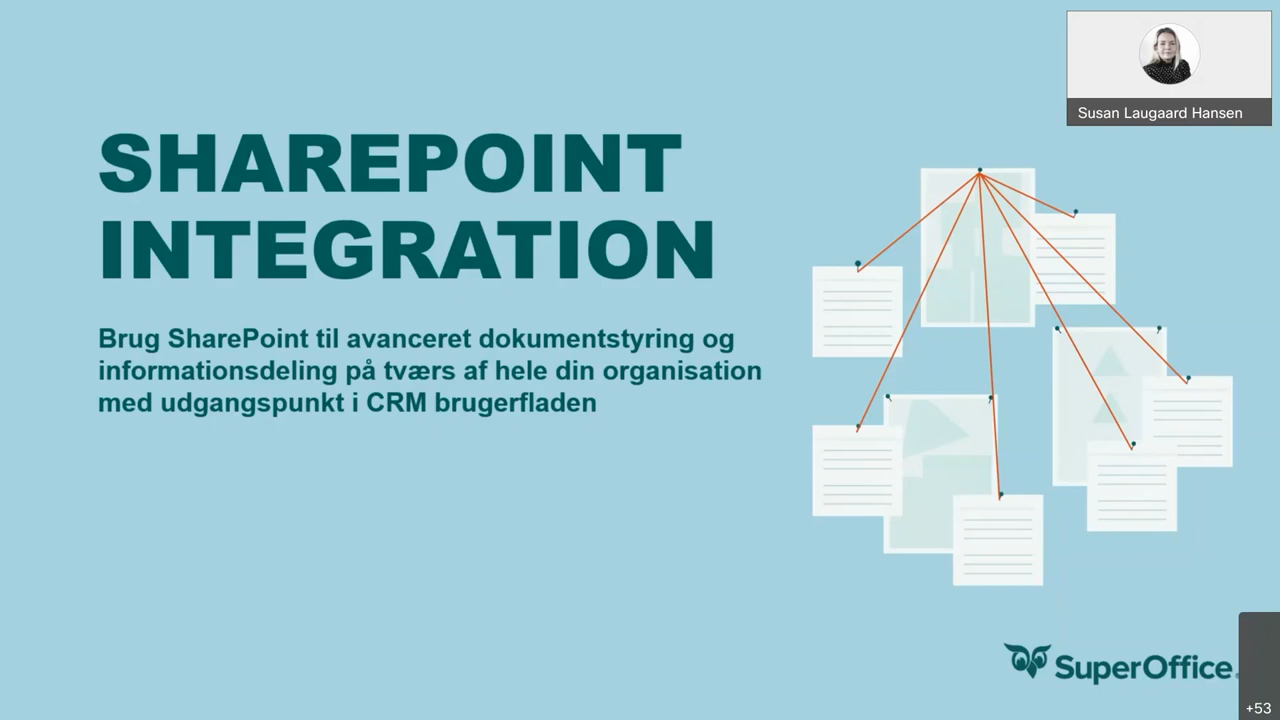 SHAREPOINT
INTEGRATION
Brug SharePoint til avanceret dokumentstyring og
informationsdeling på tværs af hele din organisation
med udgangspunkt i CRM brugerfladen
Susan Laugaard Hansen
SuperOffice.
+53